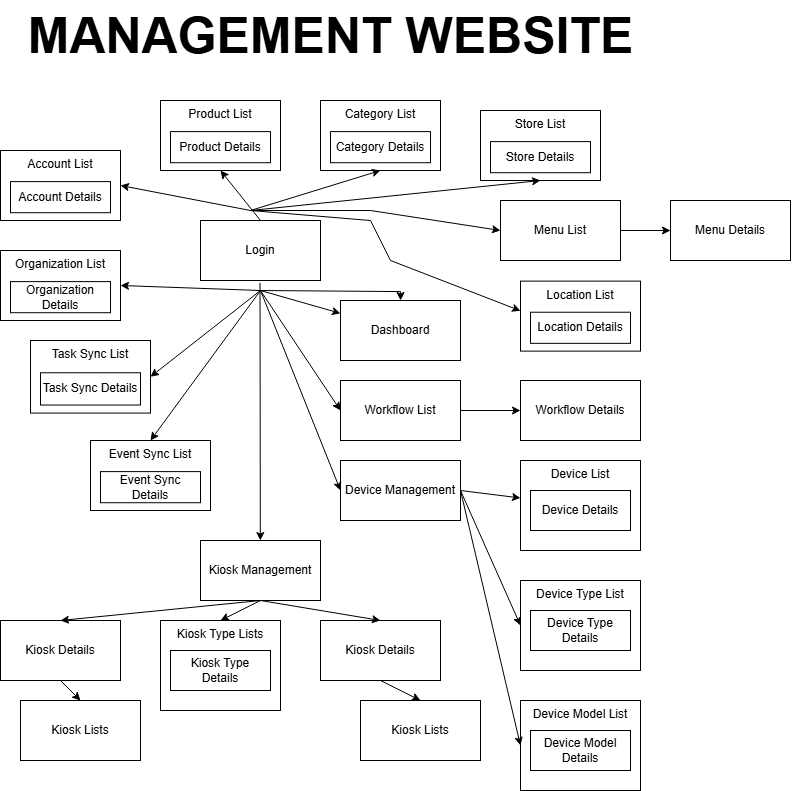 MANAGEMENT WEBSITE
Product List
Product Details
Category List
Category Details
Store List
Store Details
Account List
Account Details
Login
Menu List
Menu Details
Organization List
Organization
Details
Location List
Location Details
Dashboard
Task Sync List
Task Sync Details
Workflow List
Workflow Details
Event Sync List
Event Sync
Details
Device Management
Device List
Device Details
Kiosk Management
Device Type List
Device Type
Details
Kiosk Details
Kiosk Type Lists
Kiosk Type
Details
Kiosk Details
Kiosk Lists
Kiosk Lists
Device Model List
Device Model
Details